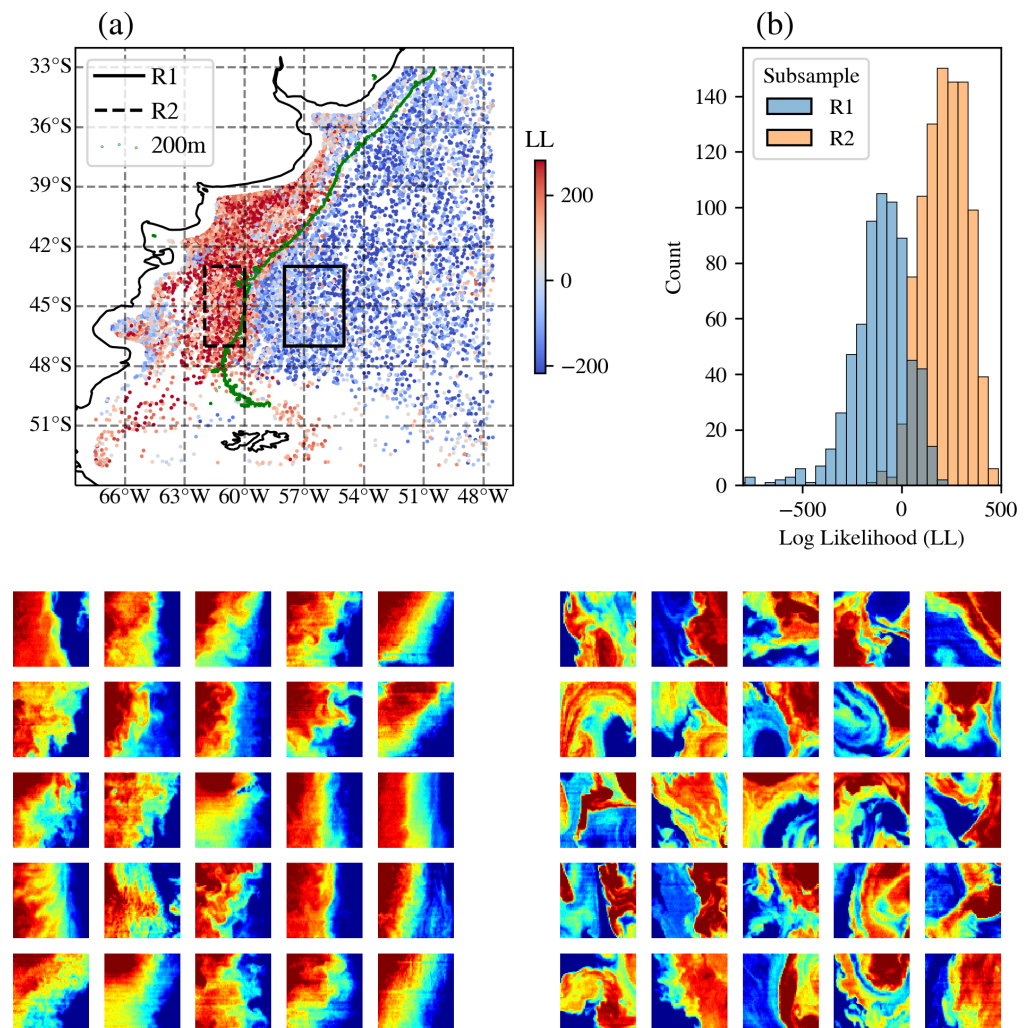 (a)
33°S
36°S
39°S
42°S
45°S
48°S
51°S
66°W 63°W 60°W 57°W 54°W 51°W 48°W
R1
R2
200m
LL
200
0
−200
(b)
Subsample
R1
R2
Count
140
120
100
80
60
40
20
0
−500 0 500
Log Likelihood (LL)